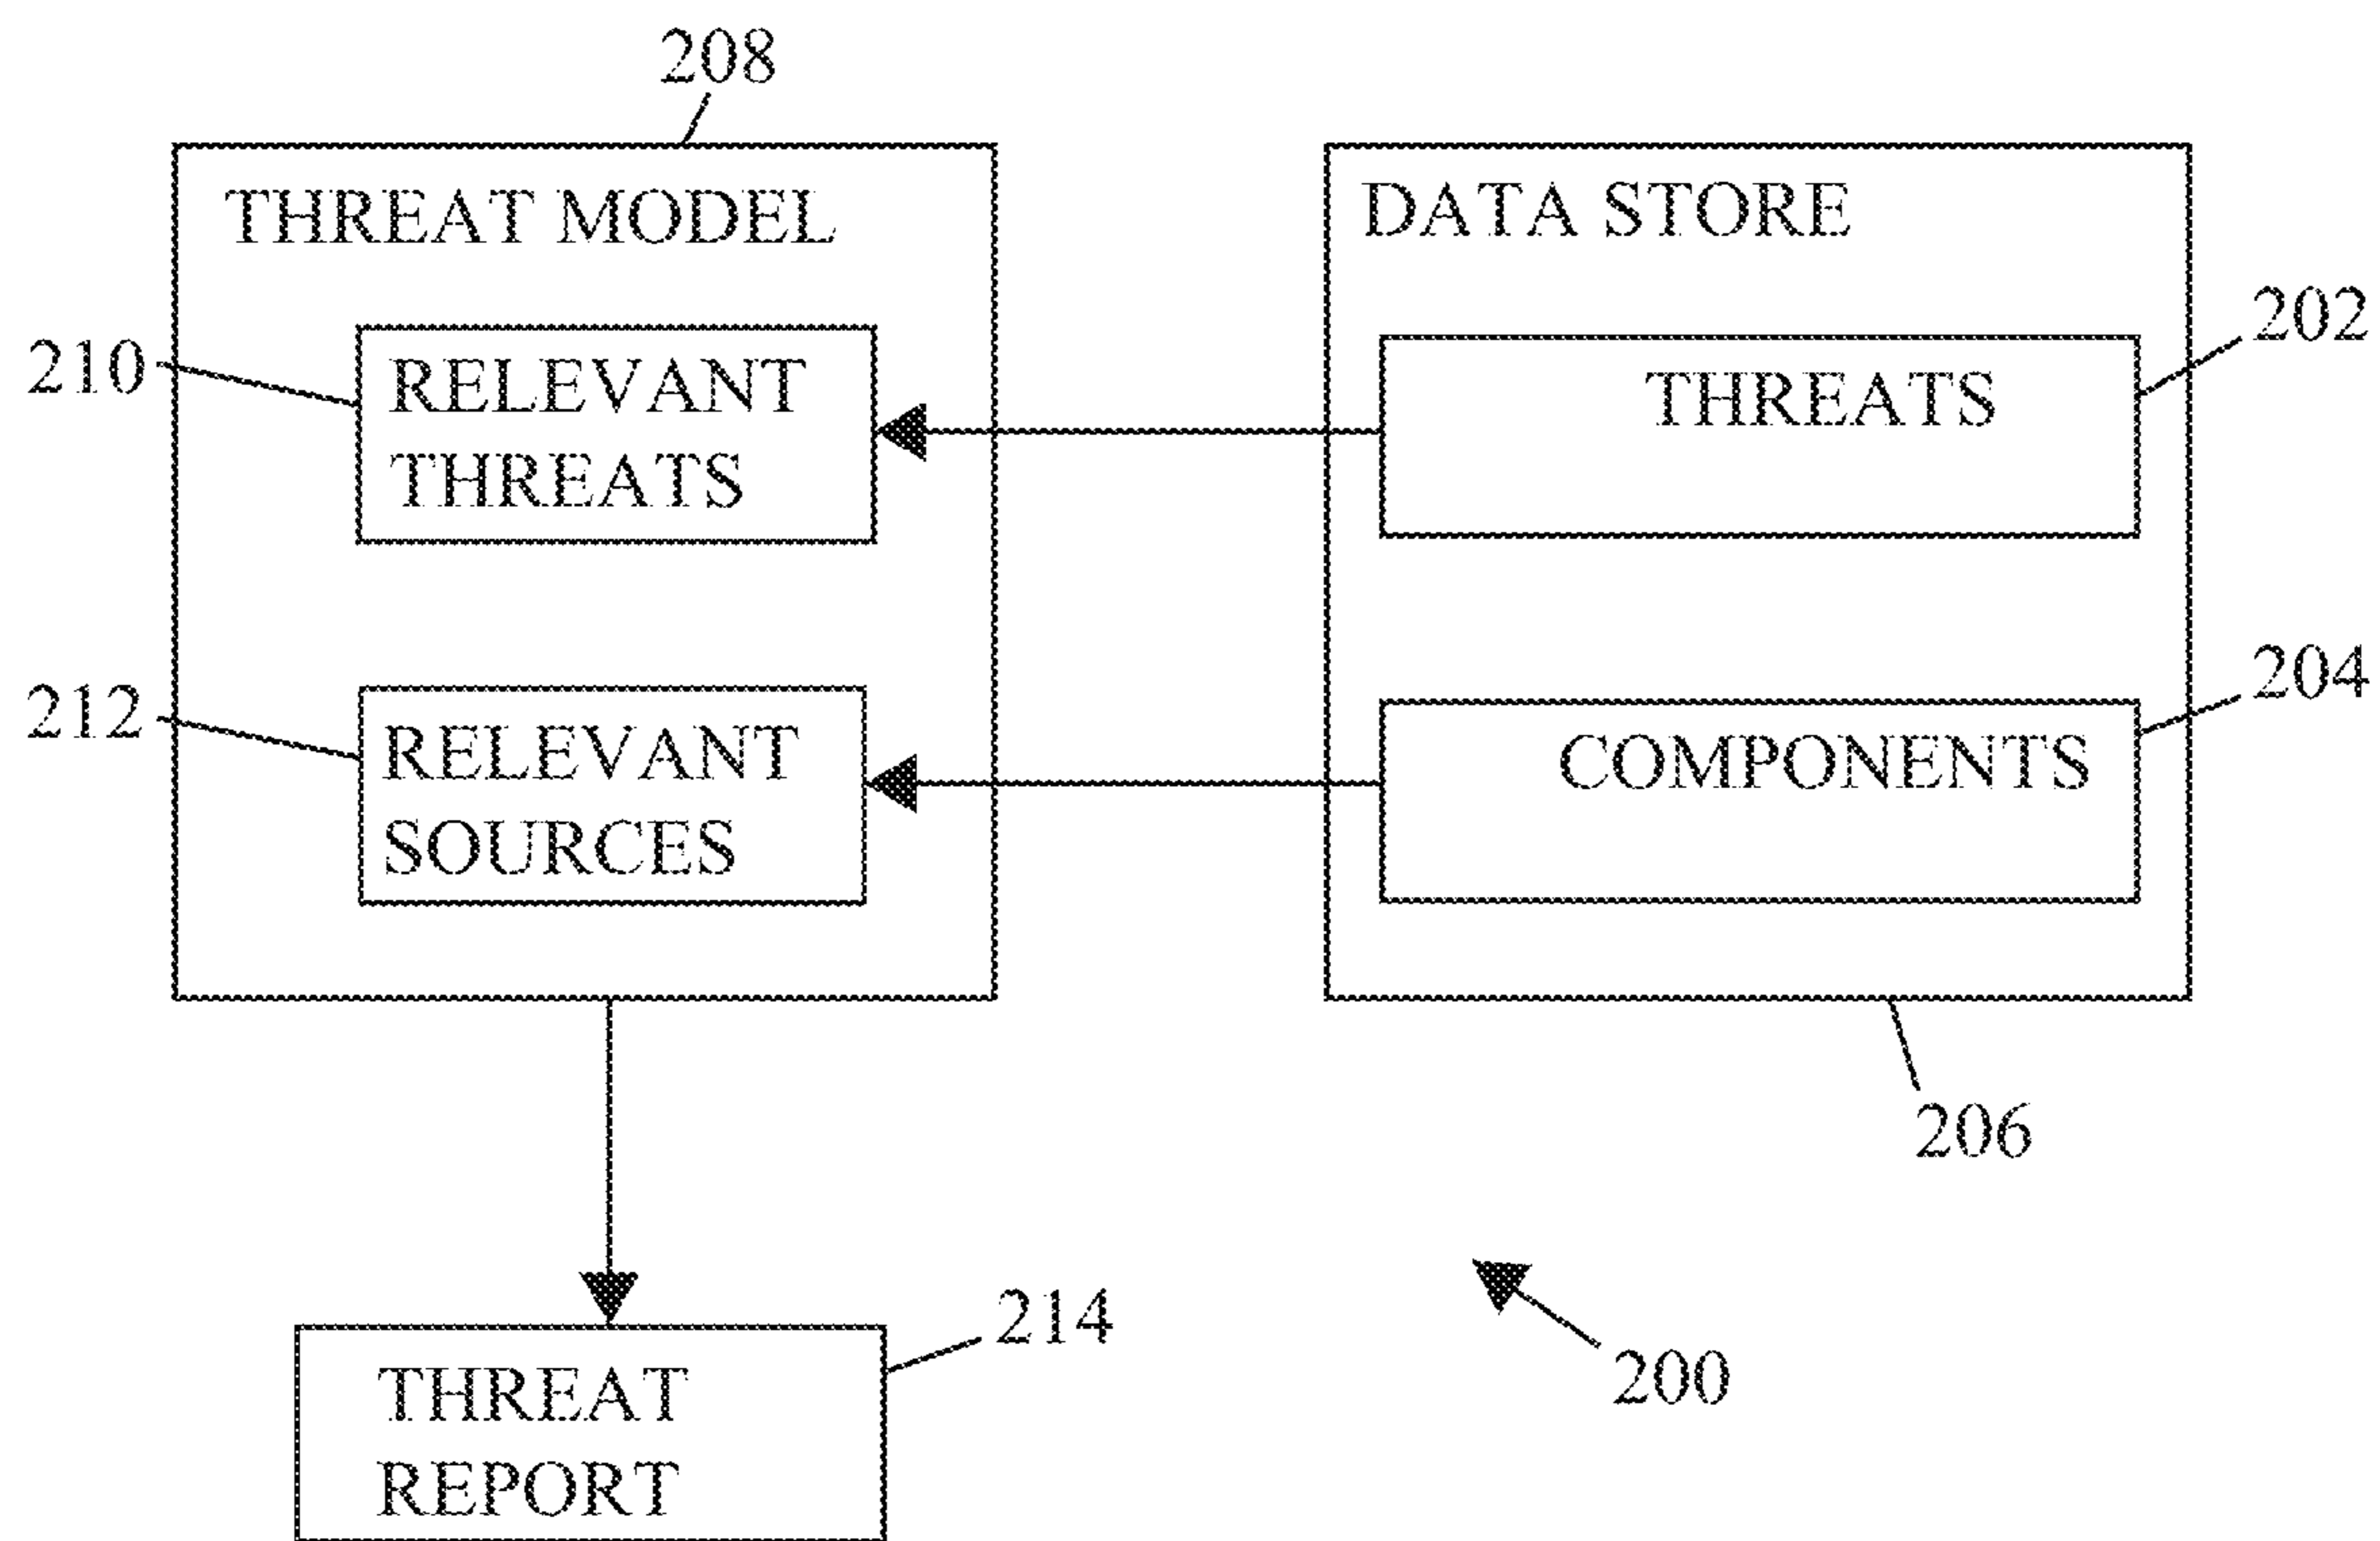 208
THREAT MODEL
DATA STORE
202
210
RELEVANT
THREATS
THREATS
204
212
RELEVANT
SOURCES
COMPONENTS
206
214
THREAT
REPORT
200